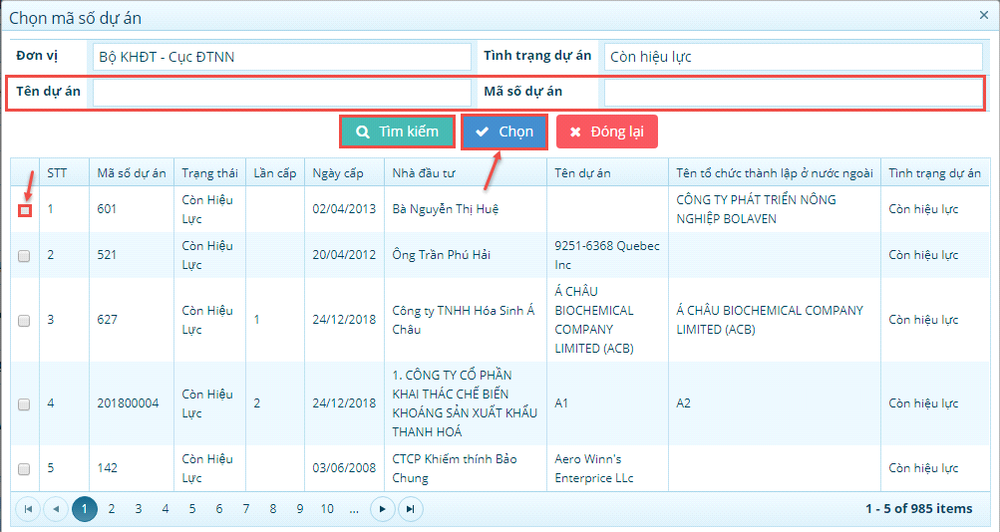 Chọn mã số dự án
Đơn vị Bộ KHĐT - Cục ĐTNN Tình trạng dự án Còn hiệu lực
Tên dự án Mã số dự án
Tìm kiếm Chọn Đóng lại
STT Mã số dự án Trạng thái Lần cấp Ngày cấp Nhà đầu tư Tên dự án Tên tổ chức thành lập ở nước ngoài Tình trạng dự án
1 601 Còn Hiệu Lực 02/04/2013 Bà Nguyễn Thị Huệ CÔNG TY PHÁT TRIỂN NÔNG NGHIỆP BOLAVEN Còn hiệu lực
2 521 Còn Hiệu Lực 20/04/2012 Ông Trần Phú Hải 9251-6368 Quebec Inc Còn hiệu lực
3 627 Còn Hiệu Lực 1 24/12/2018 Công ty TNHH Hóa Sinh Á Châu Á CHÂU BIOCHEMICAL COMPANY LIMITED (ACB) Á CHÂU BIOCHEMICAL COMPANY LIMITED (ACB) Còn hiệu lực
4 201800004 Còn Hiệu Lực 2 24/12/2018 1. CÔNG TY CỔ PHẦN KHAI THÁC CHẾ BIẾN KHOÁNG SẢN XUẤT KHẨU THANH HOÁ A1 A2 Còn hiệu lực
5 142 Còn Hiệu Lực 03/06/2008 CTCP Khiếm thính Bảo Chung Aero Winn's Enterprice LLc Còn hiệu lực
1 2 3 4 5 6 7 8 9 10 ... 1 - 5 of 985 items